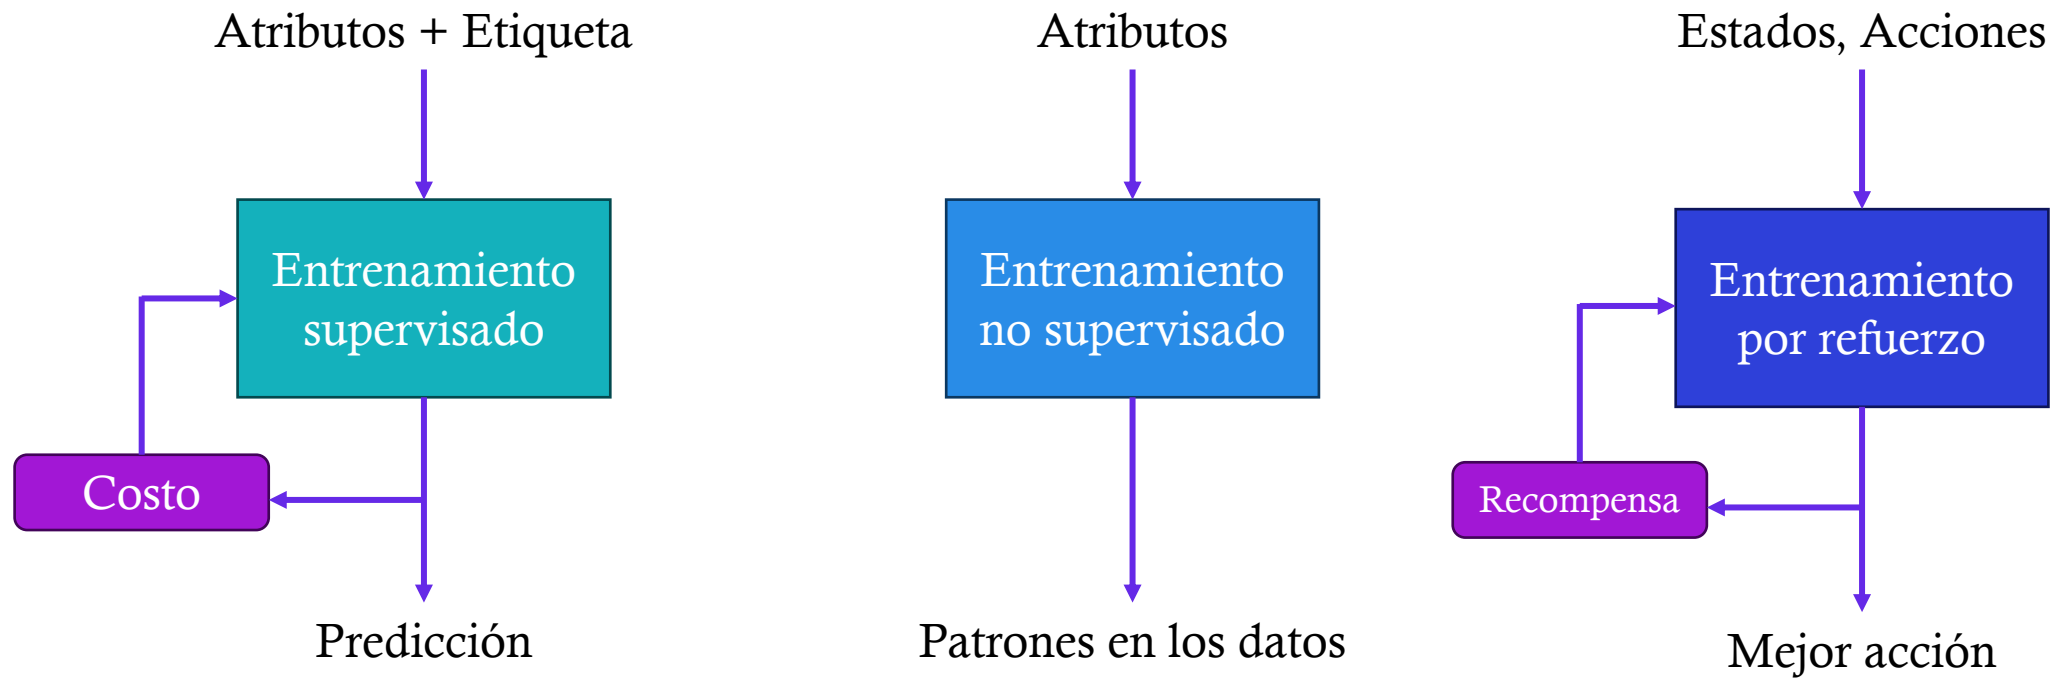 Atributos + Etiqueta
Entrenamiento
supervisado
Costo
Predicción
Atributos
Entrenamiento
no supervisado
Patrones en los datos
Estados, Acciones
Entrenamiento
por refuerzo
Recompensa
Mejor acción